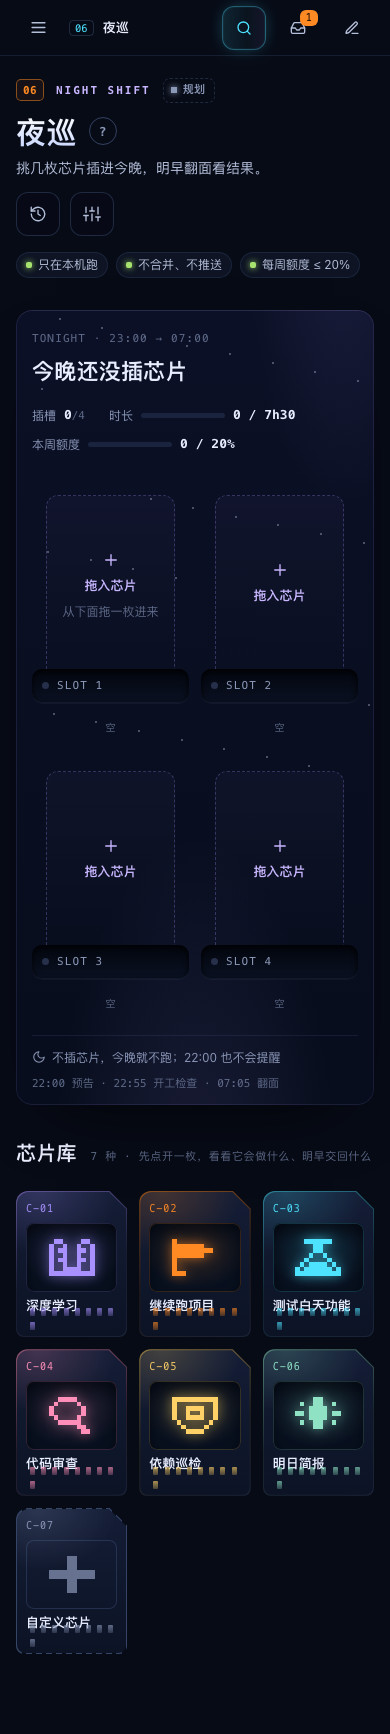 06 夜巡
1
06 NIGHT SHIFT 规划
夜巡 ?
挑几枚芯片插进今晚，明早翻面看结果。
只在本机跑 不合并、不推送 每周额度 ≤ 20%
TONIGHT · 23:00 → 07:00
今晚还没插芯片
插槽 0/4 时长 0 / 7h30
本周额度 0 / 20%
拖入芯片 拖入芯片
从下面拖一枚进来
SLOT 1 SLOT 2
空 空
拖入芯片 拖入芯片
SLOT 3 SLOT 4
空 空
不插芯片，今晚就不跑；22:00 也不会提醒
22:00 预告 · 22:55 开工检查 · 07:05 翻面
芯片库 7 种 · 先点开一枚，看看它会做什么、明早交回什么
C-01 C-02 C-03
深度学习 继续跑项目 测试白天功能
C-04 C-05 C-06
代码审查 依赖巡检 明日简报
C-07
自定义芯片